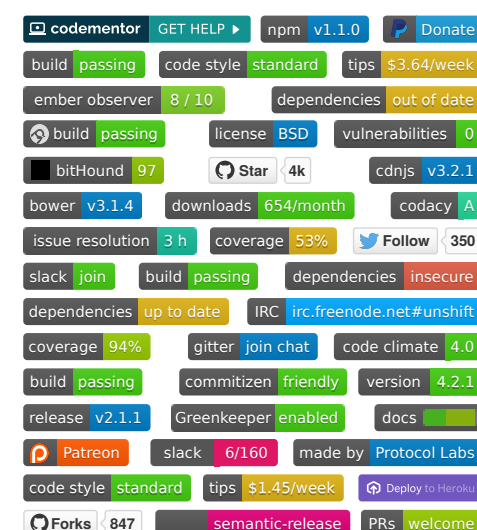 codementor GET HELP npm v1.1.0 Donate
build passing code style standard tips $3.64/week
ember observer 8 / 10 dependencies out of date
build passing license BSD vulnerabilities 0
bitHound 97 Star 4k cdnjs v3.2.1
bower v3.1.4 downloads 654/month codacy A
issue resolution 3 h coverage 53% Follow 350
slack join build passing dependencies insecure
dependencies up to date IRC irc.freenode.net#unshift
coverage 94% gitter join chat code climate 4.0
build passing commitizen friendly version 4.2.1
release v2.1.1 Greenkeeper enabled docs
Patreon slack 6/160 made by Protocol Labs
code style standard tips $1.45/week Deploy to Heroku
Forks 847 semantic-release PRs welcome